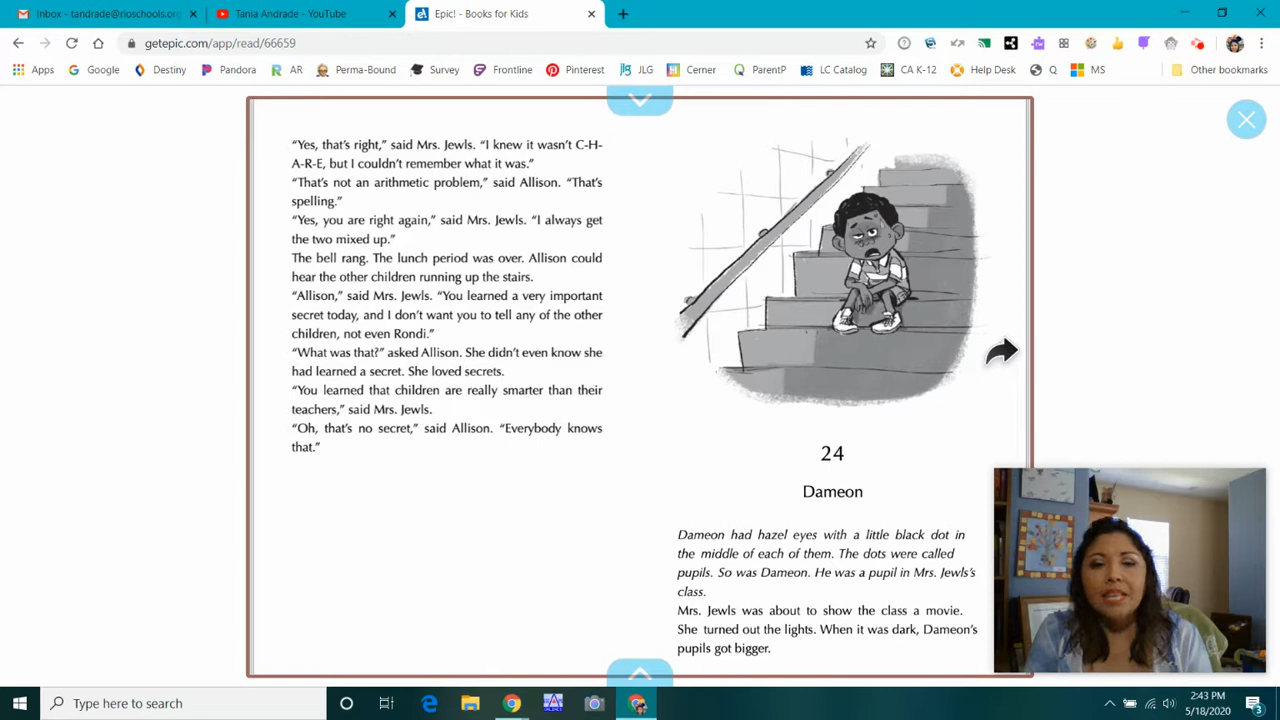 Inbox - tandrade@rioschools.org
Tania Andrade - YouTube
Epic! - Books for Kids
getepic.com/app/read/66659
Apps Google Destiny Pandora AR Perma-Bound Survey Frontline Pinterest JLG Cerner ParentP LC Catalog CA K-12 Help Desk Q MS Other bookmarks
“Yes, that’s right,” said Mrs. Jewls. “I knew it wasn’t C-H-
A-R-E, but I couldn’t remember what it was.”
“That’s not an arithmetic problem,” said Allison. “That’s
spelling.”
“Yes, you are right again,” said Mrs. Jewls. “I always get
the two mixed up.”
The bell rang. The lunch period was over. Allison could
hear the other children running up the stairs.
“Allison,” said Mrs. Jewls. “You learned a very important
secret today, and I don’t want you to tell any of the other
children, not even Rondi.”
“What was that?” asked Allison. She didn’t even know she
had learned a secret. She loved secrets.
“You learned that children are really smarter than their
teachers,” said Mrs. Jewls.
“Oh, that’s no secret,” said Allison. “Everybody knows
that.”
24
Dameon
Dameon had hazel eyes with a little black dot in
the middle of each of them. The dots were called
pupils. So was Dameon. He was a pupil in Mrs. Jewls’s
class.
Mrs. Jewls was about to show the class a movie.
She turned out the lights. When it was dark, Dameon’s
pupils got bigger.
Type here to search
2:43 PM
5/18/2020
3